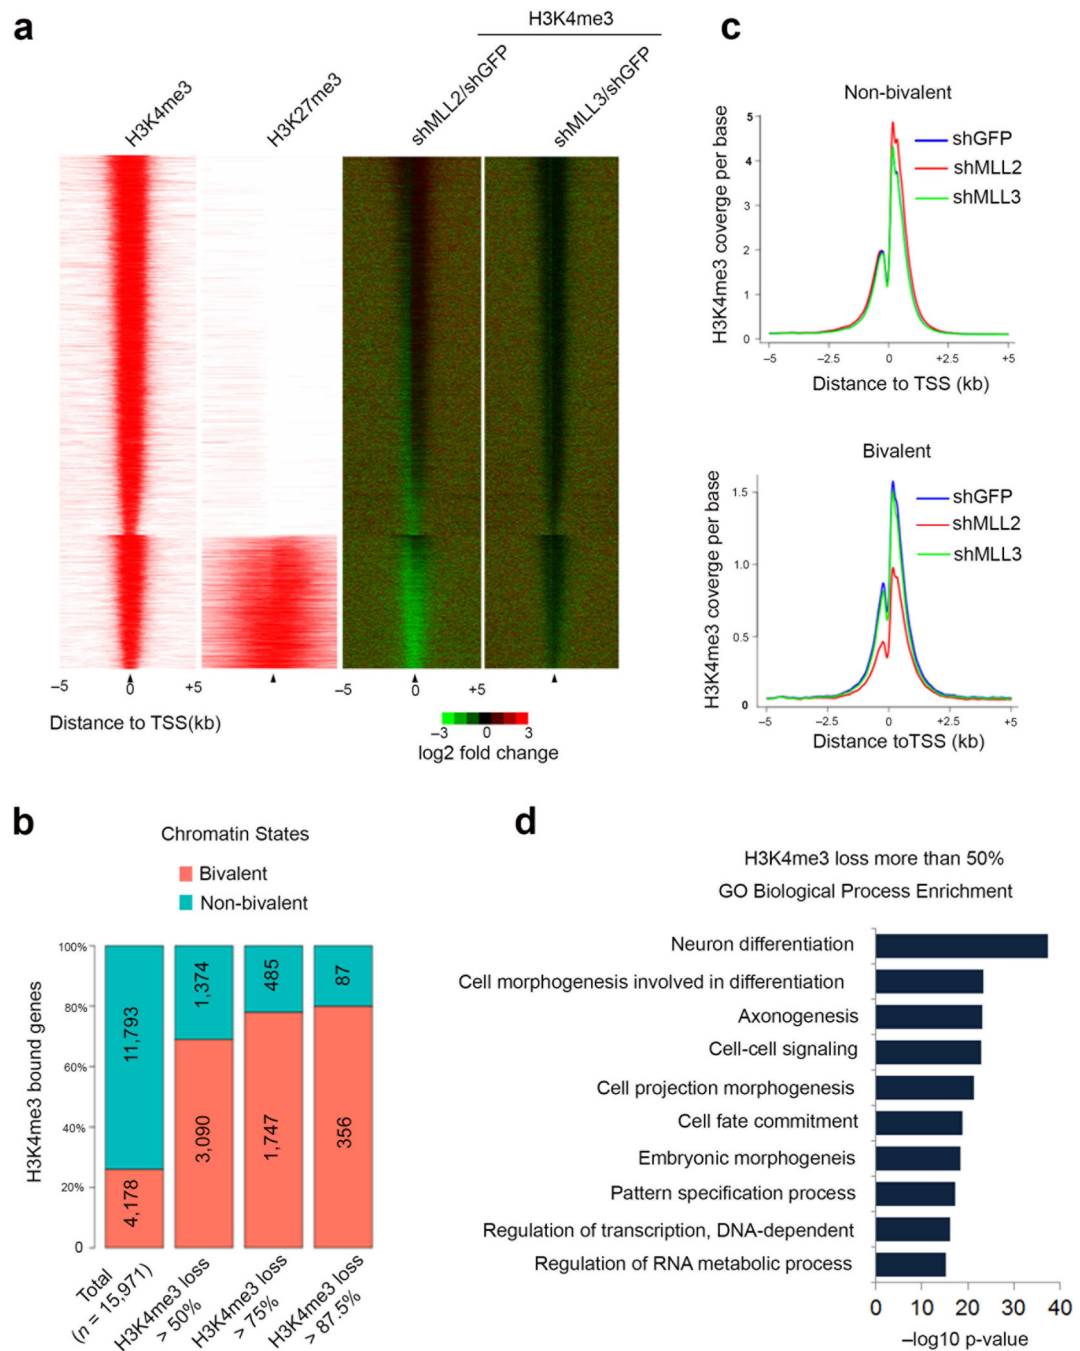 a
H3K4me3
H3K4me3
H3K27me3
shMLL2/shGFP
shMLL3/shGFP
−5
0
+5
−5
0
+5
Distance to TSS(kb)
−3
0
3
log2 fold change
c
Non-bivalent
H3K4me3 coverge per base
5
4
3
2
1
0
shGFP
shMLL2
shMLL3
−5
−2.5
0
+2.5
+5
Distance to TSS (kb)
Bivalent
H3K4me3 coverge per base
1.5
1.0
0.5
0
shGFP
shMLL2
shMLL3
−5
−2.5
0
+2.5
+5
Distance toTSS (kb)
b
Chromatin States
Bivalent
Non-bivalent
H3K4me3 bound genes
100%
80%
60%
40%
20%
0
11,793
4,178
1,374
3,090
485
1,747
87
356
Total
(n = 15,971)
H3K4me3 loss
> 50%
H3K4me3 loss
> 75%
H3K4me3 loss
> 87.5%
d
H3K4me3 loss more than 50%
GO Biological Process Enrichment
Neuron differentiation
Cell morphogenesis involved in differentiation
Axonogenesis
Cell-cell signaling
Cell projection morphogenesis
Cell fate commitment
Embryonic morphogeneis
Pattern specification process
Regulation of transcription, DNA-dependent
Regulation of RNA metabolic process
0
10
20
30
40
−log10 p-value